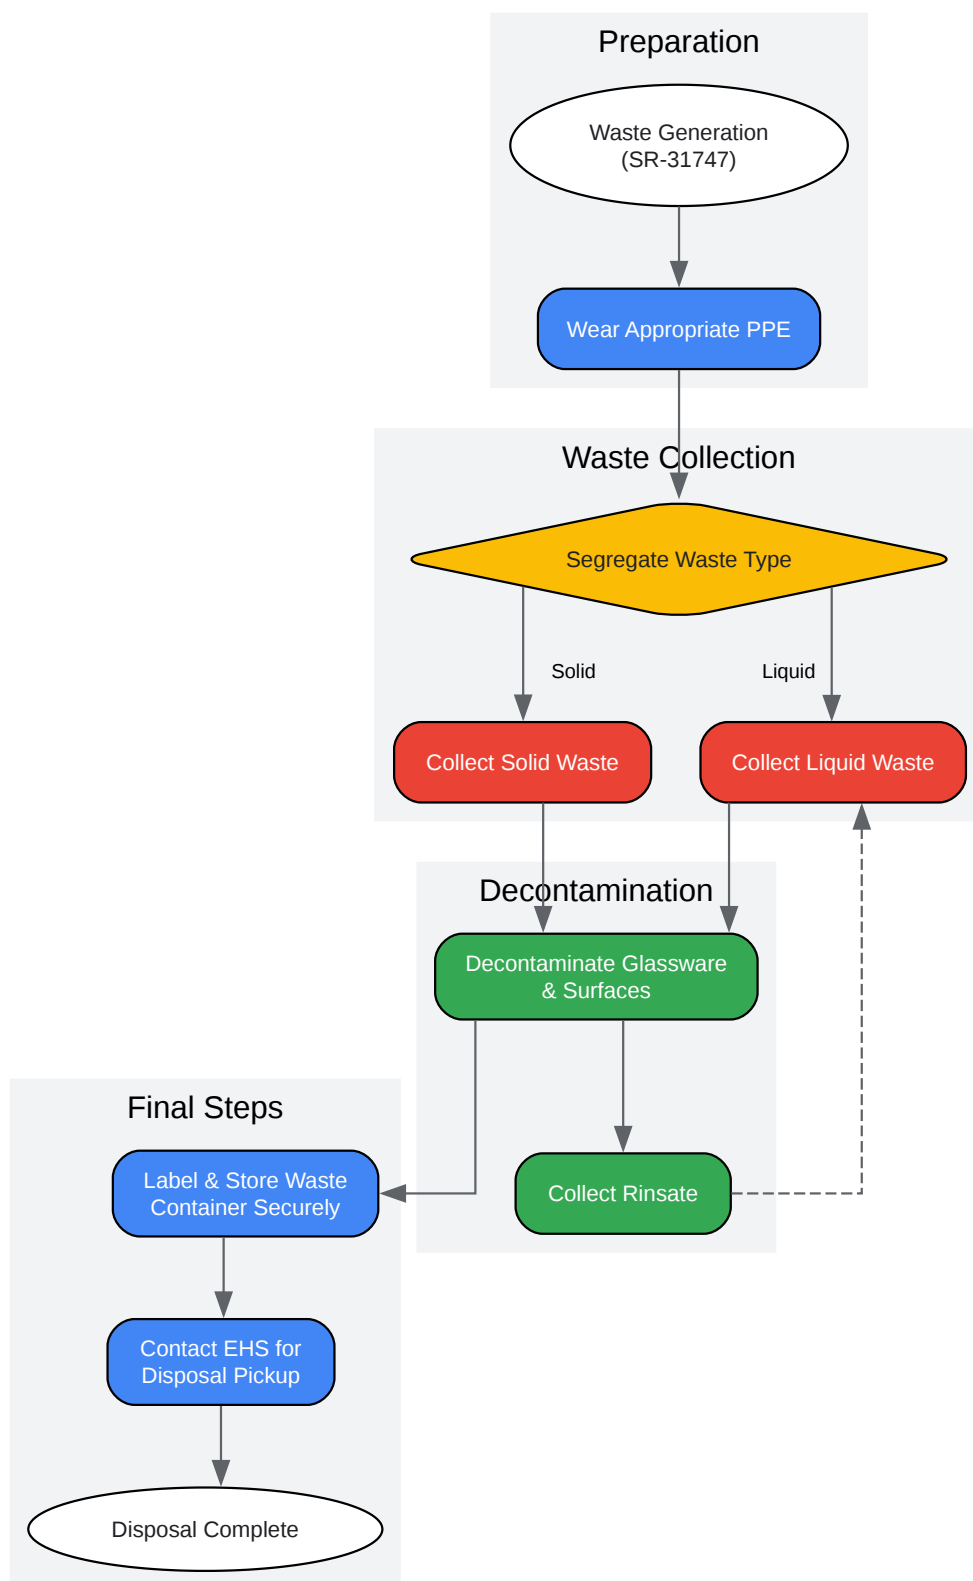 Preparation
Waste Generation
(SR-31747)
Wear Appropriate PPE
Waste Collection
Segregate Waste Type
Solid
Liquid
Collect Solid Waste
Collect Liquid Waste
Decontamination
Decontaminate Glassware
& Surfaces
Collect Rinsate
Final Steps
Label & Store Waste
Container Securely
Contact EHS for
Disposal Pickup
Disposal Complete